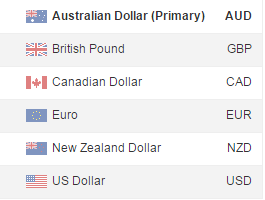 Australian Dollar (Primary) AUD
British Pound GBP
Canadian Dollar CAD
Euro EUR
New Zealand Dollar NZD
US Dollar USD